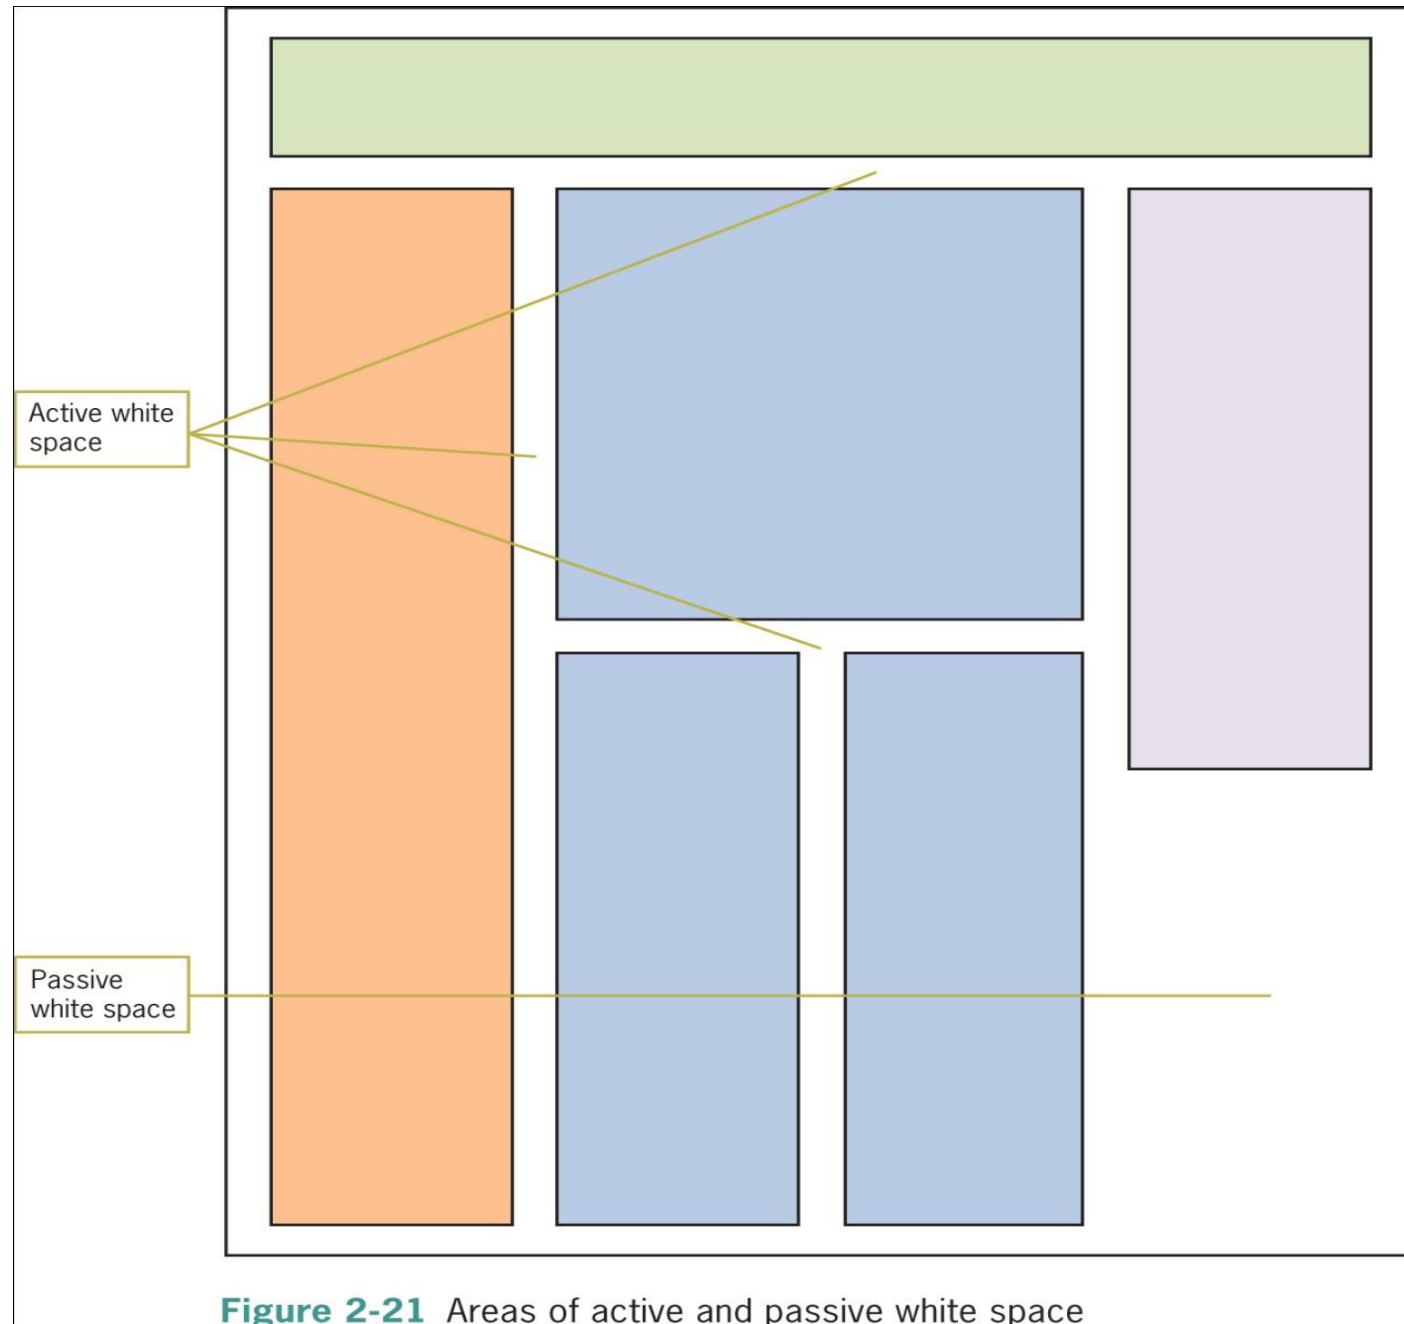 Active white
space
Passive
white space
Figure 2-21 Areas of active and passive white space